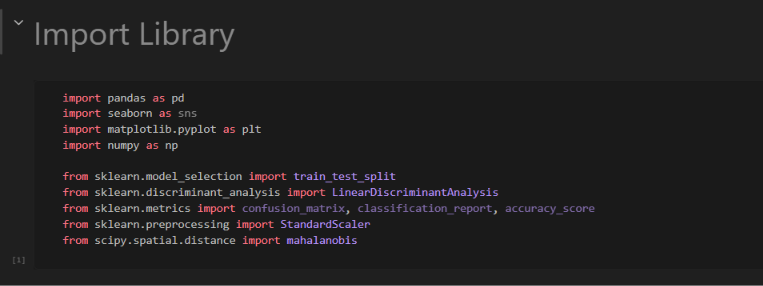 Import Library
import pandas as pd
import seaborn as sns
import matplotlib.pyplot as plt
import numpy as np
from sklearn.model_selection import train_test_split
from sklearn.discriminant_analysis import LinearDiscriminantAnalysis
from sklearn.metrics import confusion_matrix, classification_report, accuracy_score
from sklearn.preprocessing import StandardScaler
from scipy.spatial.distance import mahalanobis
[1]